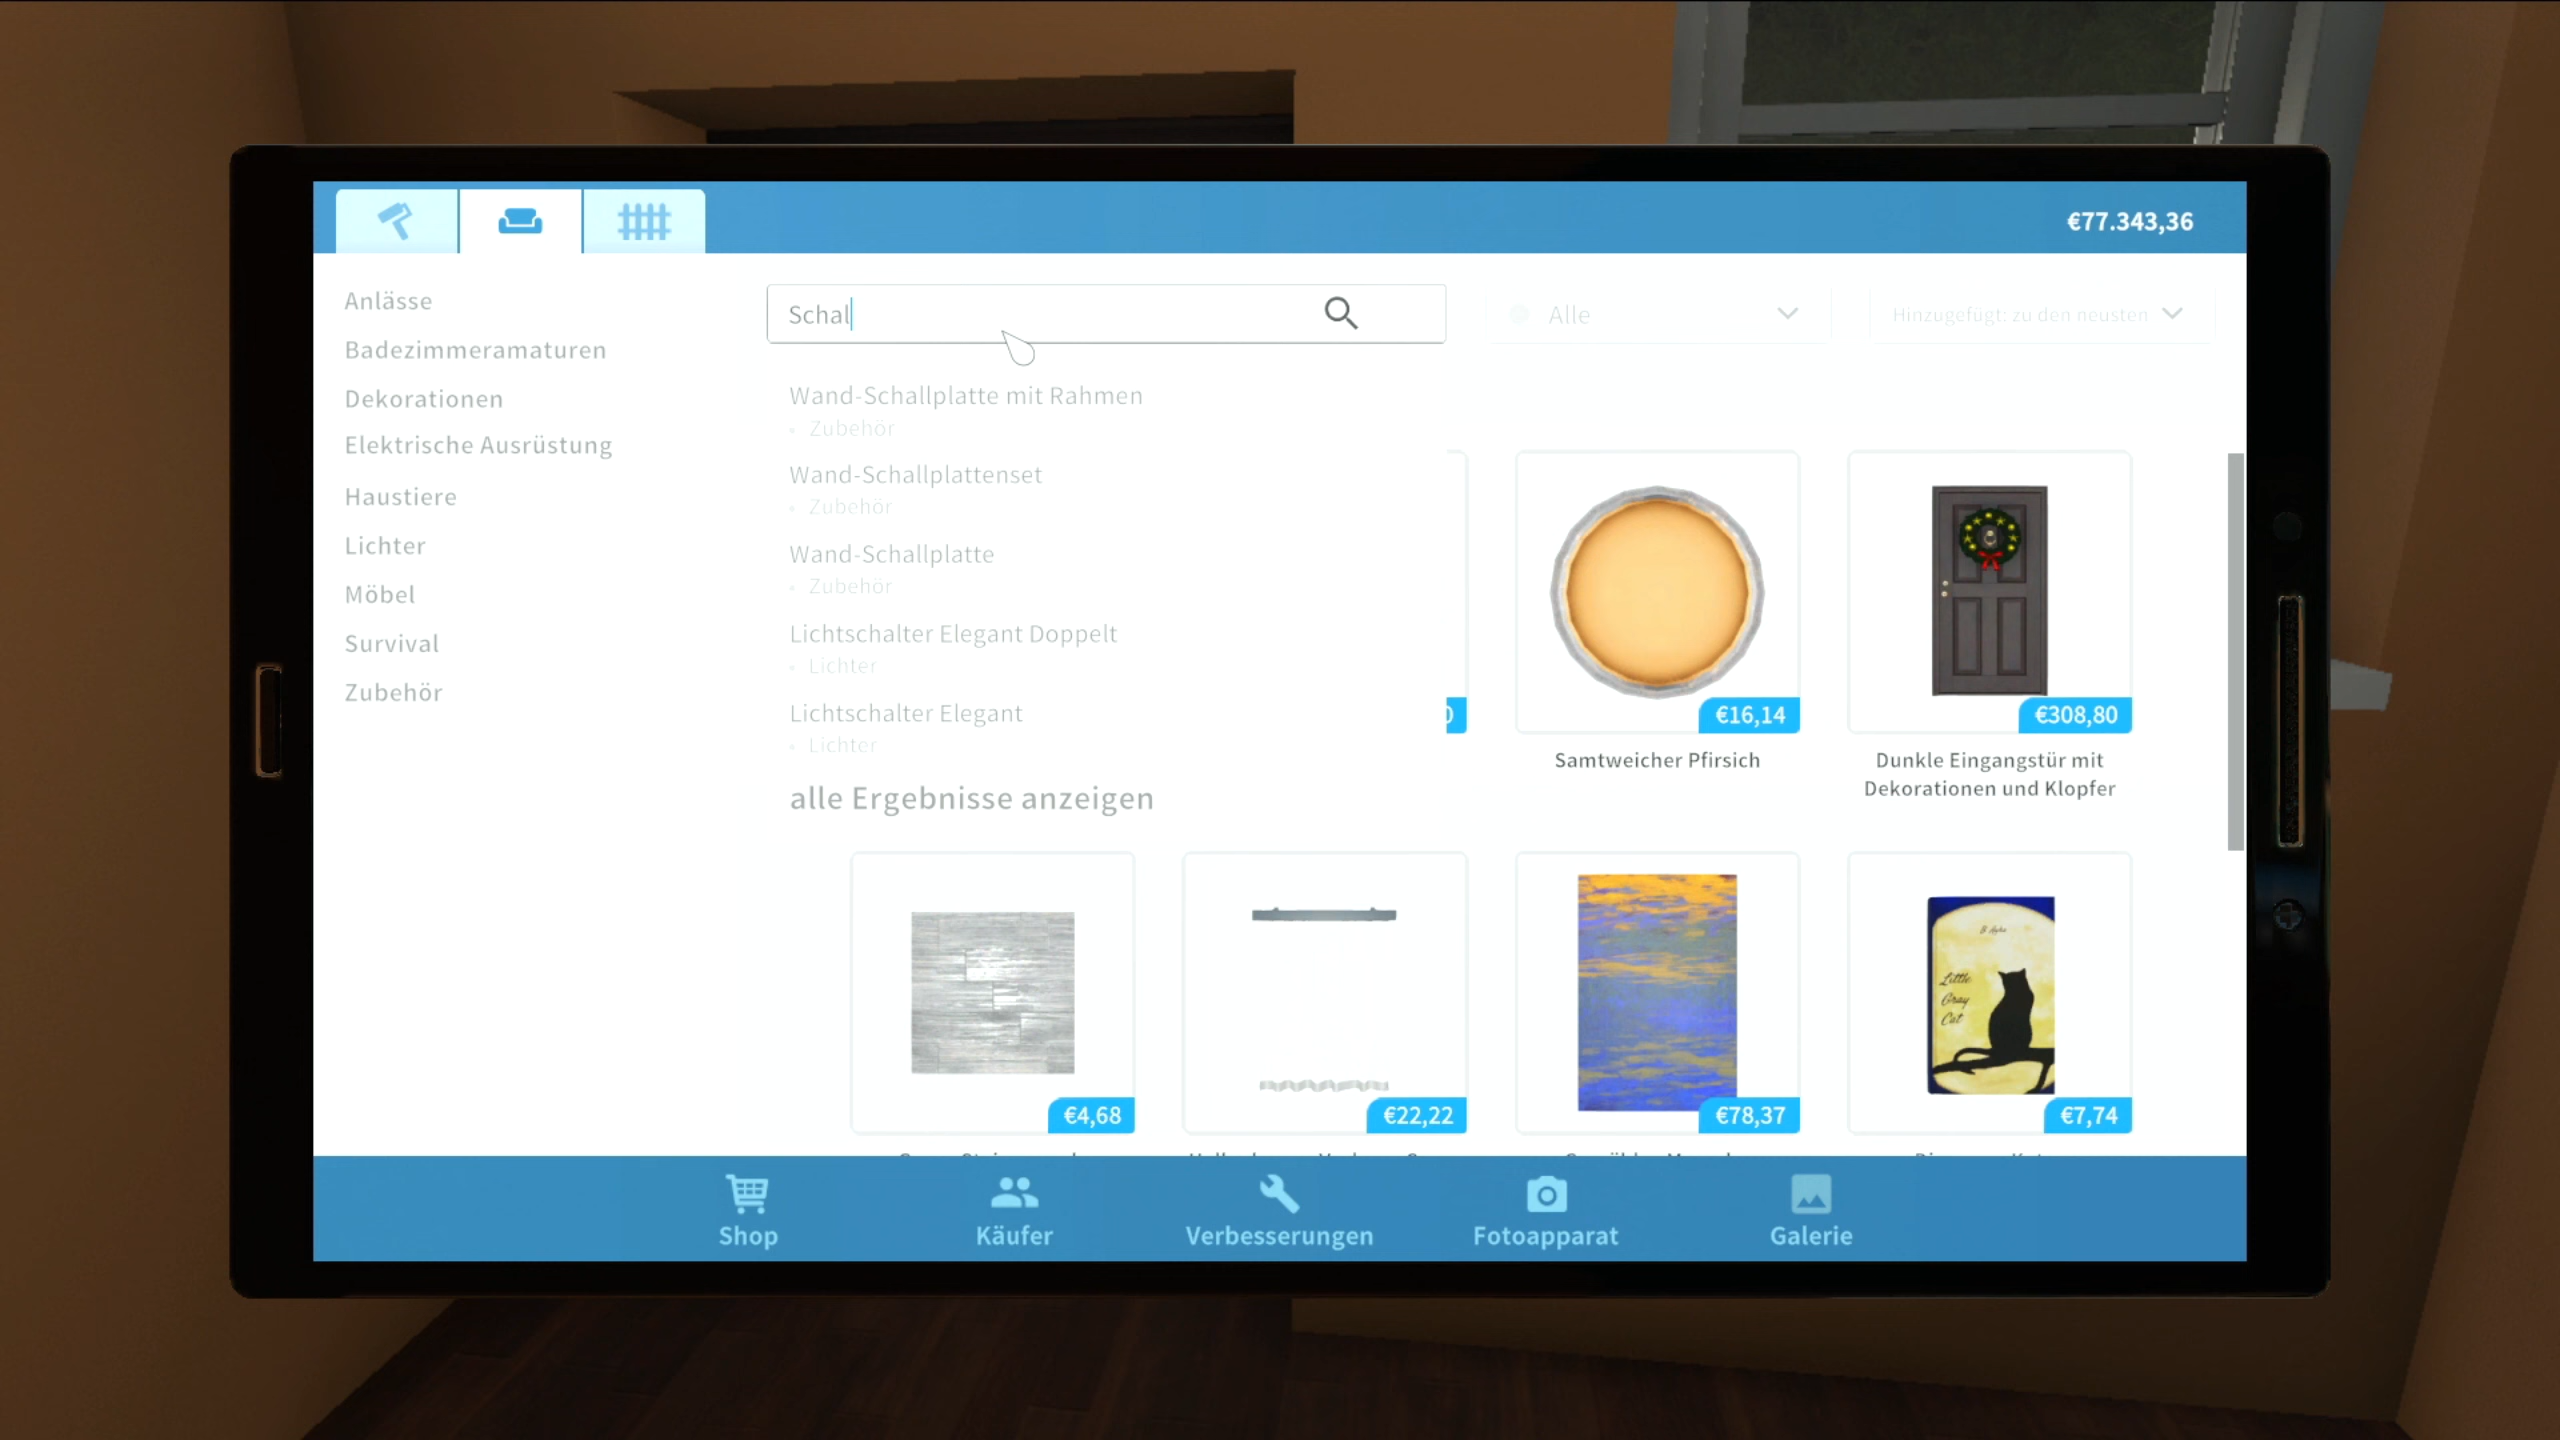 €77.343,36
Anlässe
Badezimmeramaturen
Dekorationen
Elektrische Ausrüstung
Haustiere
Lichter
Möbel
Survival
Zubehör
Schal
Alle
Hinzugefügt: zu den neusten
Wand-Schallplatte mit Rahmen
• Zubehör
Wand-Schallplattenset
• Zubehör
Wand-Schallplatte
• Zubehör
Lichtschalter Elegant Doppelt
• Lichter
Lichtschalter Elegant
• Lichter
alle Ergebnisse anzeigen
€16,14
Samtweicher Pfirsich
€308,80
Dunkle Eingangstür mit
Dekorationen und Klopfer
€4,68
€22,22
€78,37
Little
Gray
Cat
€7,74
Shop
Käufer
Verbesserungen
Fotoapparat
Galerie